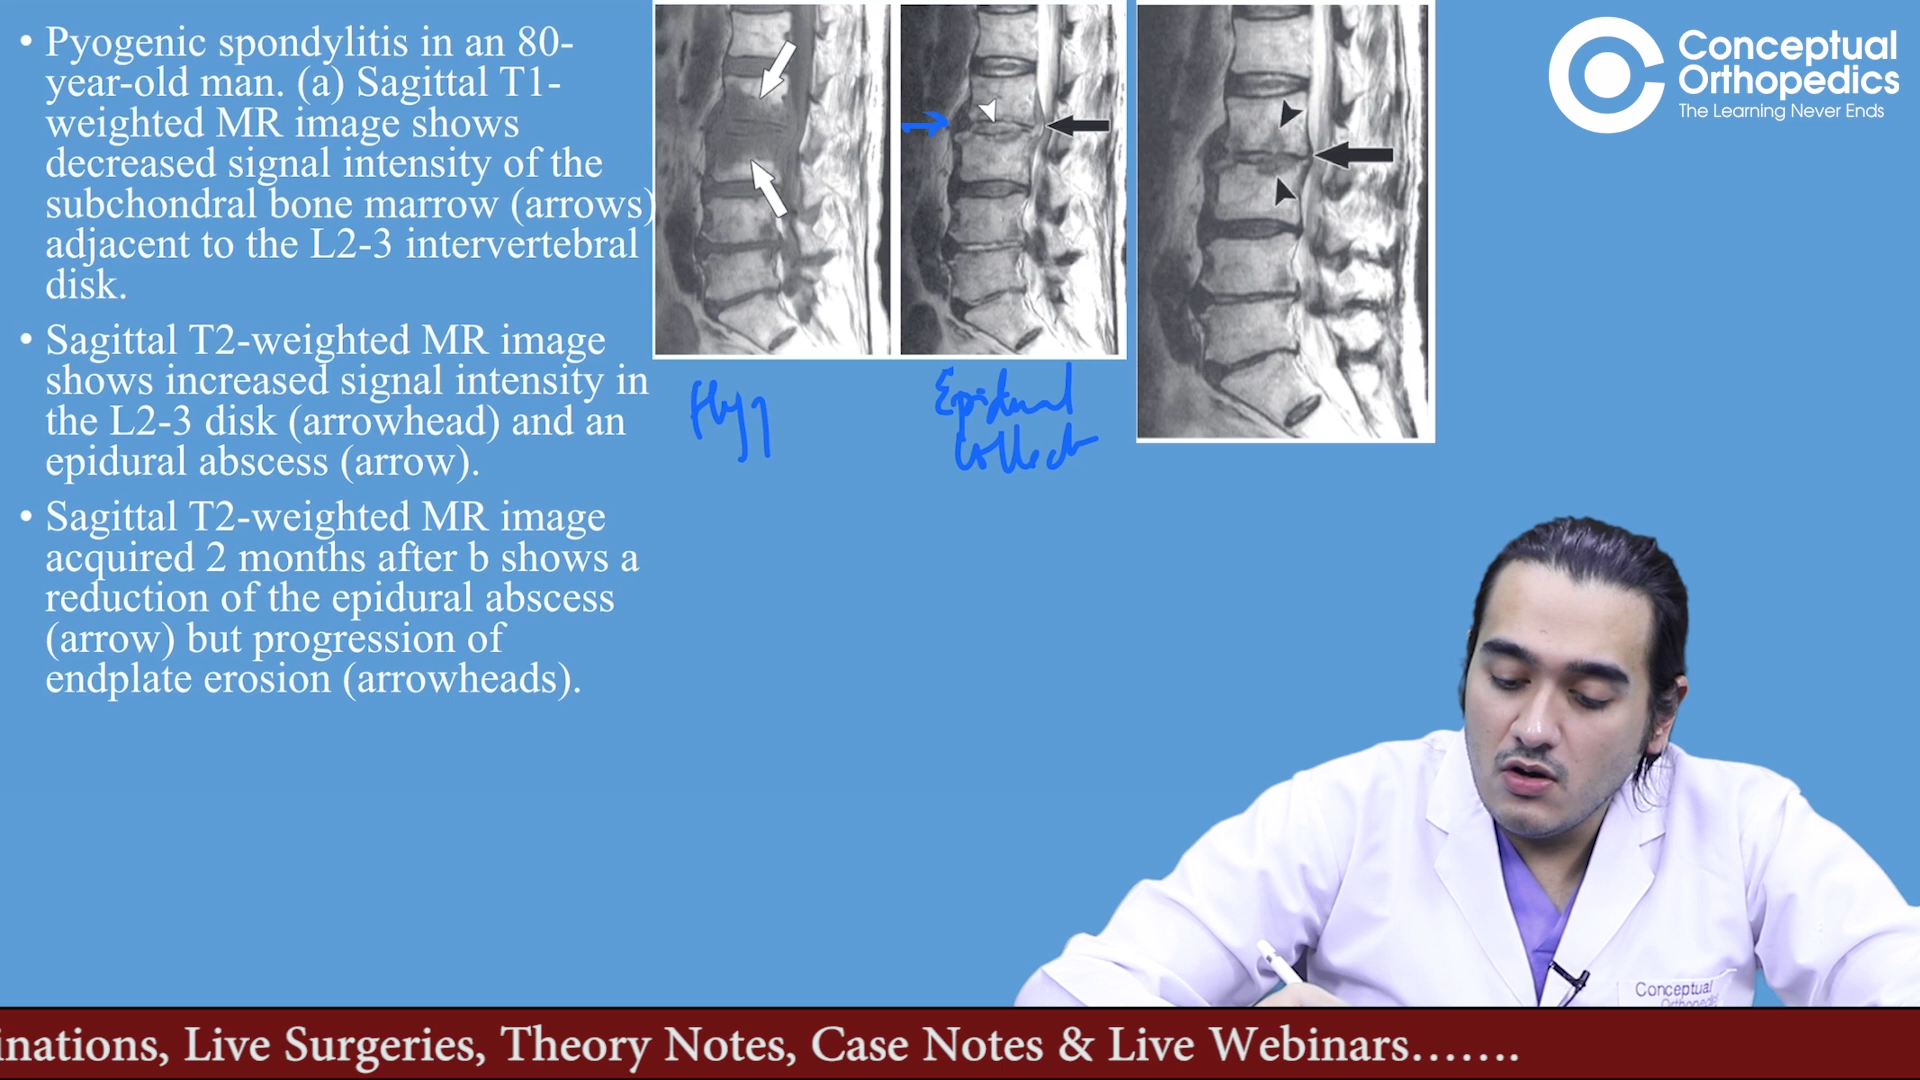 • Pyogenic spondylitis in an 80-
year-old man. (a) Sagittal T1-
weighted MR image shows
decreased signal intensity of the
subchondral bone marrow (arrows)
adjacent to the L2-3 intervertebral
disk.
• Sagittal T2-weighted MR image
shows increased signal intensity in
the L2-3 disk (arrowhead) and an
epidural abscess (arrow).
• Sagittal T2-weighted MR image
acquired 2 months after b shows a
reduction of the epidural abscess
(arrow) but progression of
endplate erosion (arrowheads).
Epidural
Conceptual
Orthopedics
The Learning Never Ends
Conceptual
Orthopedics
inations, Live Surgeries, Theory Notes, Case Notes & Live Webinars.......